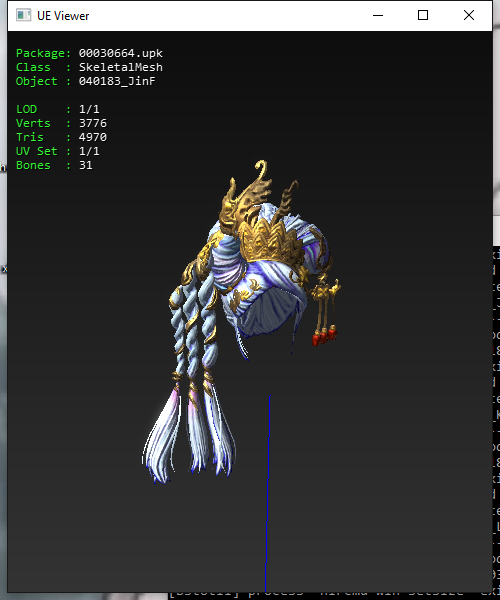 UE Viewer
Package: 00030664.upk
Class : SkeletalMesh
Object : 040183_JinF
LOD : 1/1
Verts : 3776
Tris : 4970
UV Set : 1/1
Bones : 31